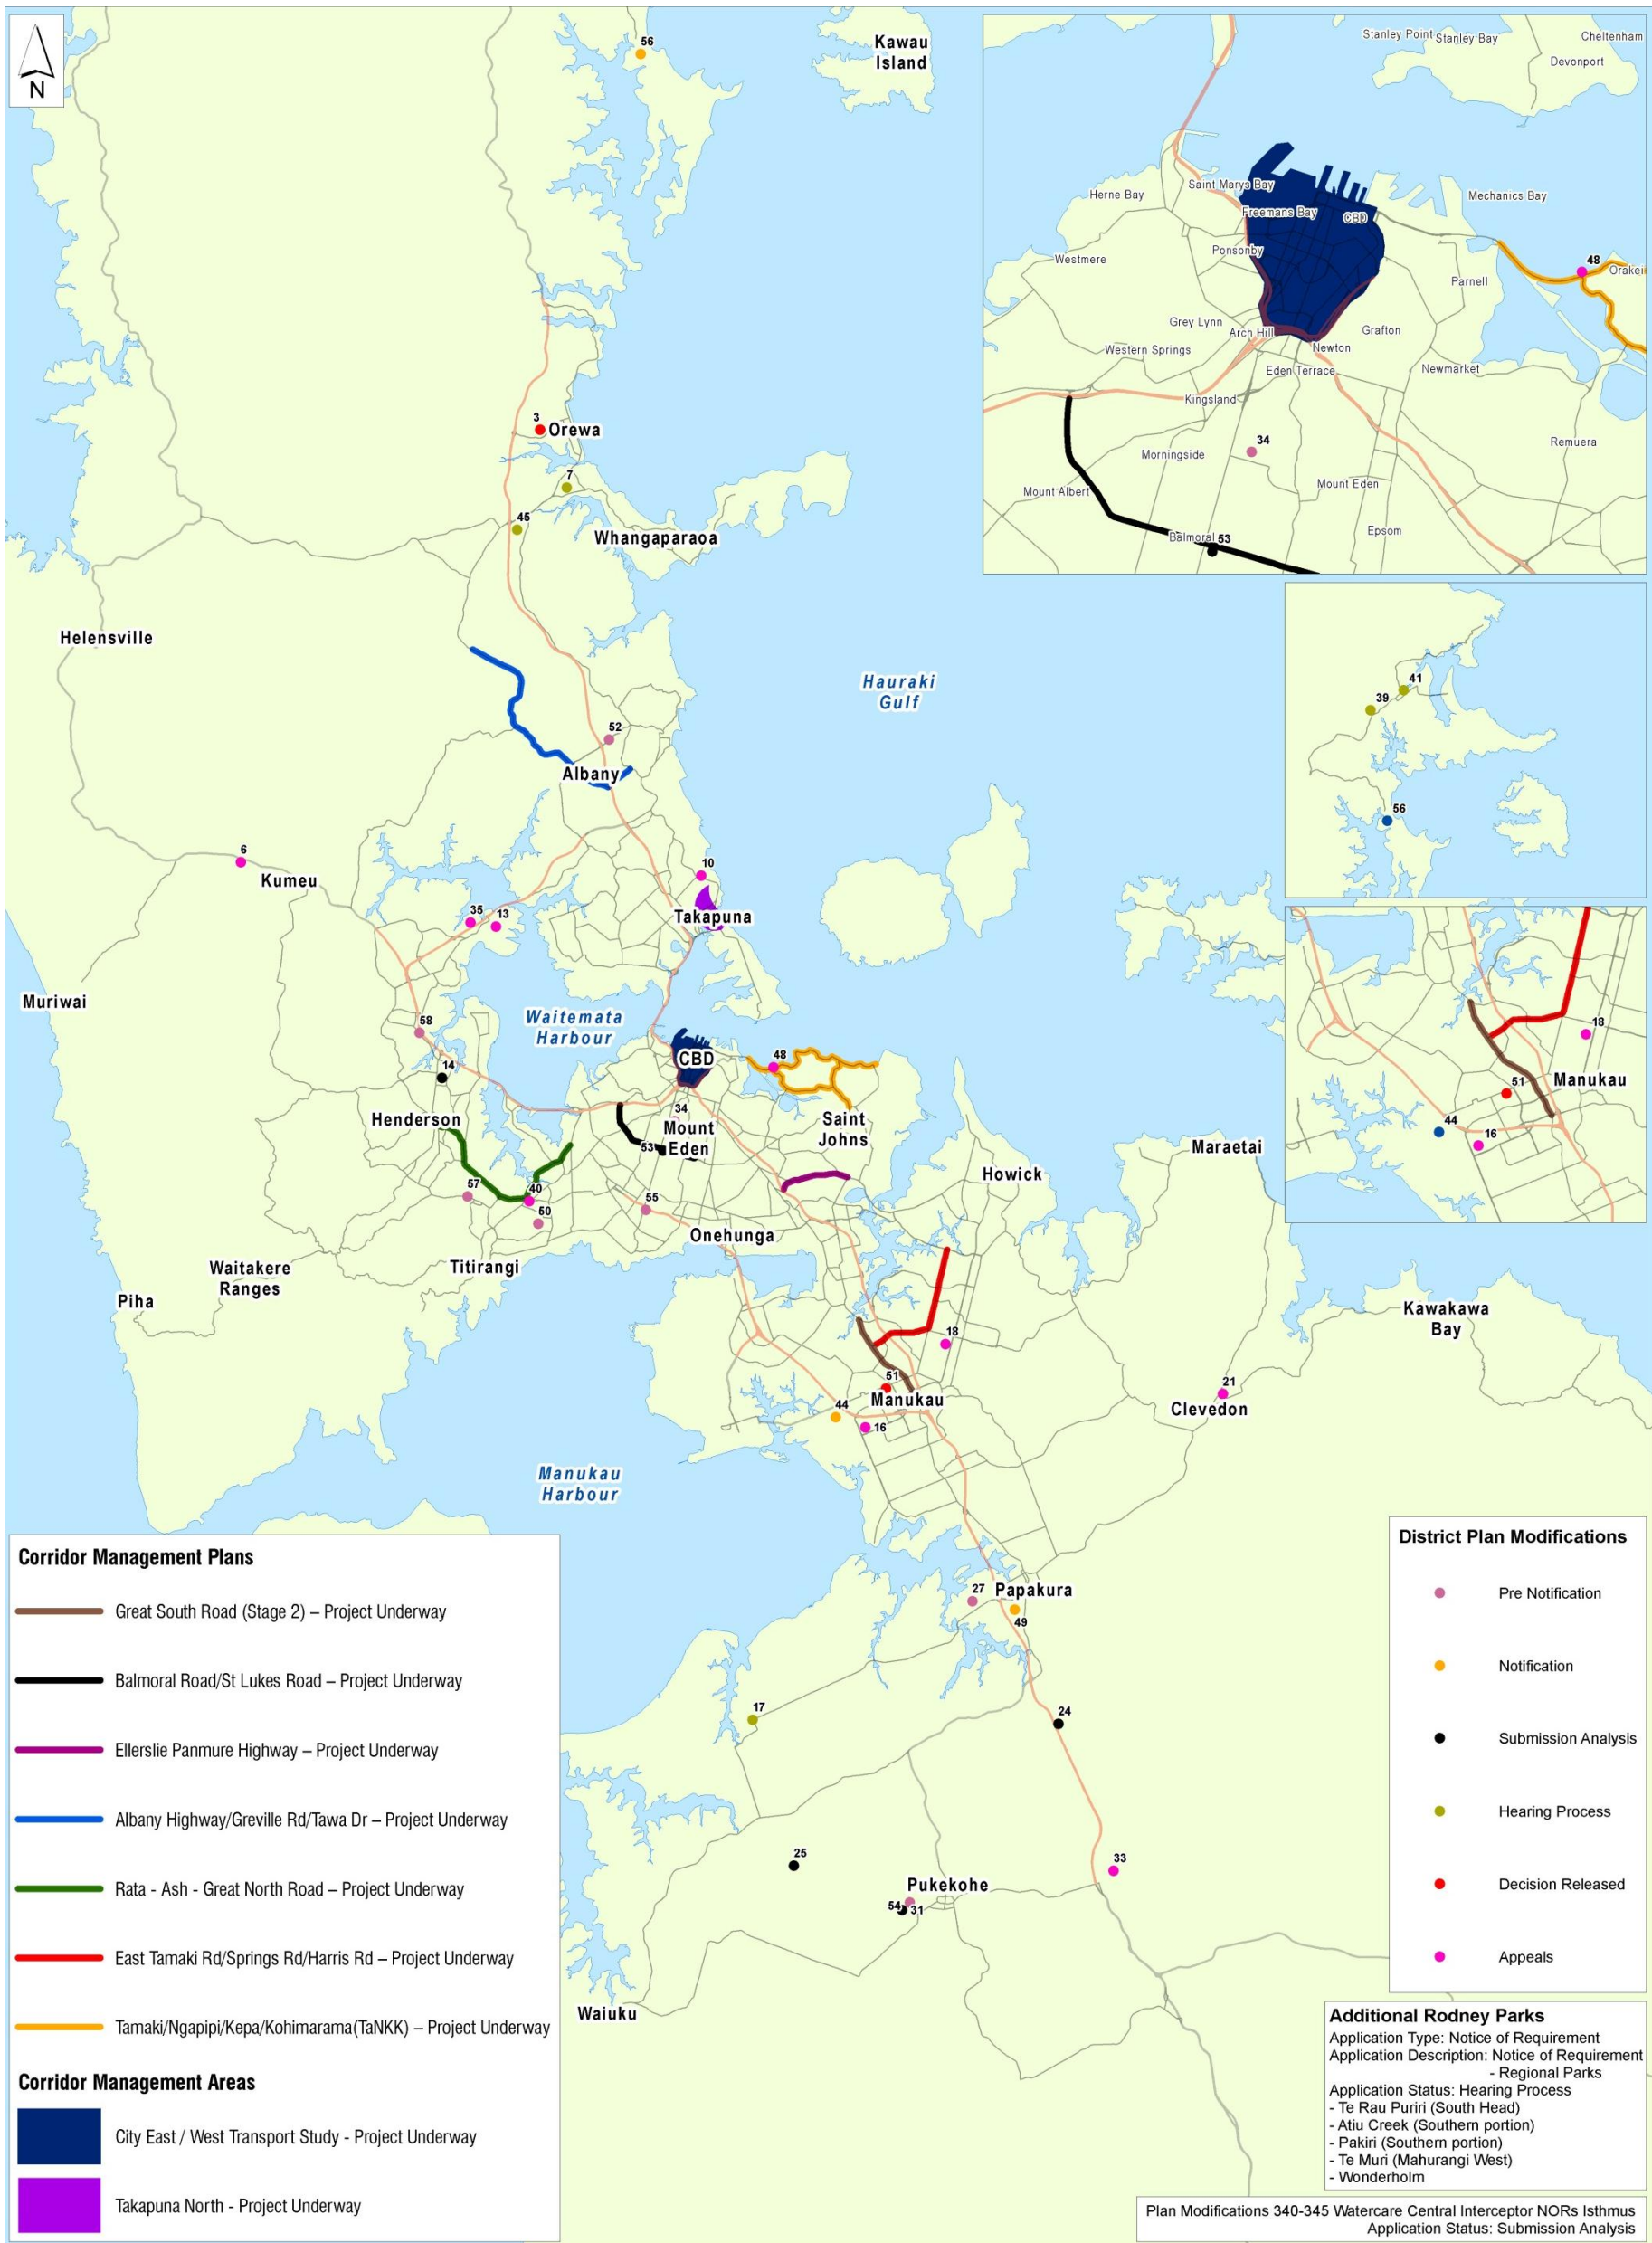 N
56
Kawau
Island
3
Orewa
7
45
Whangaparaoa
Helensville
Hauraki
Gulf
52
Albany
6
Kumeu
10
Takapuna
35
13
Muriwai
Waitemata
Harbour
58
14
CBD
48
Henderson
34
Mount
Eden
53
Saint
Johns
Maraetai
Howick
57
40
50
55
Onehunga
Waitakere
Ranges
Titirangi
Piha
Kawakawa
Bay
18
51
Manukau
21
Clevedon
44
16
Manukau
Harbour
27
Papakura
49
17
24
25
33
Pukekohe
54
31
Waiuku
Stanley Point
Stanley Bay
Cheltenham
Devonport
Saint Marys Bay
Herne Bay
Mechanics Bay
Freemans Bay
CBD
Ponsonby
Westmere
48
Parnell
Grey Lynn
Arch Hill
Grafton
Western Springs
Newton
Eden Terrace
Newmarket
Kingsland
34
Remuera
Morningside
Mount Albert
Mount Eden
Balmoral
53
Epsom
41
39
56
18
Manukau
51
44
16
Corridor Management Plans
Great South Road (Stage 2) – Project Underway
Balmoral Road/St Lukes Road – Project Underway
Ellerslie Panmure Highway – Project Underway
Albany Highway/Greville Rd/Tawa Dr – Project Underway
Rata - Ash - Great North Road – Project Underway
East Tamaki Rd/Springs Rd/Harris Rd – Project Underway
Tamaki/Ngapipi/Kepa/Kohimarama(TaNKK) – Project Underway
Corridor Management Areas
City East / West Transport Study - Project Underway
Takapuna North - Project Underway
District Plan Modifications
Pre Notification
Notification
Submission Analysis
Hearing Process
Decision Released
Appeals
Additional Rodney Parks
Application Type: Notice of Requirement
Application Description: Notice of Requirement
- Regional Parks
Application Status: Hearing Process
- Te Rau Puriri (South Head)
- Atiu Creek (Southern portion)
- Pakiri (Southern portion)
- Te Muri (Mahurangi West)
- Wonderholm
Plan Modifications 340-345 Watercare Central Interceptor NORs Isthmus
Application Status: Submission Analysis